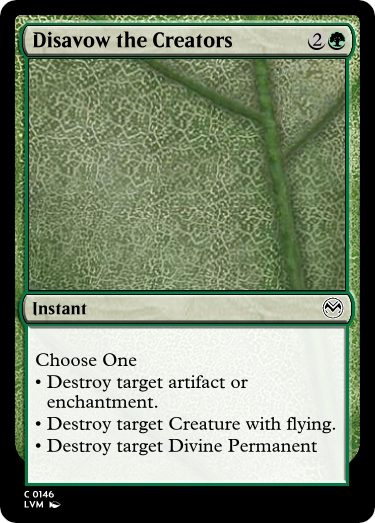 Disavow the Creators 2
Instant
Choose One
• Destroy target artifact or
enchantment.
• Destroy target Creature with flying.
• Destroy target Divine Permanent
C 0146
LVM